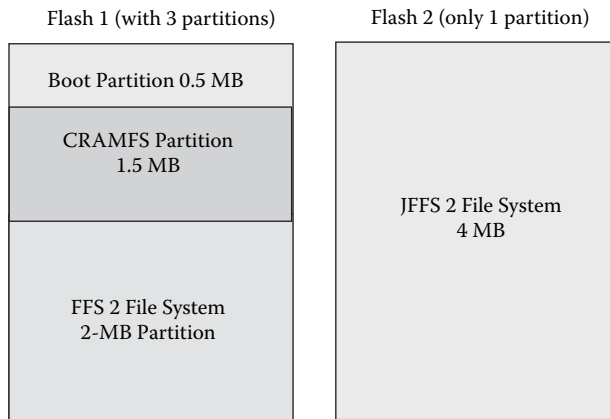 Flash 1 (with 3 partitions)
Boot Partition 0.5 MB
CRAMFS Partition
1.5 MB
FFS 2 File System
2-MB Partition
Flash 2 (only 1 partition)
JFFS 2 File System
4 MB